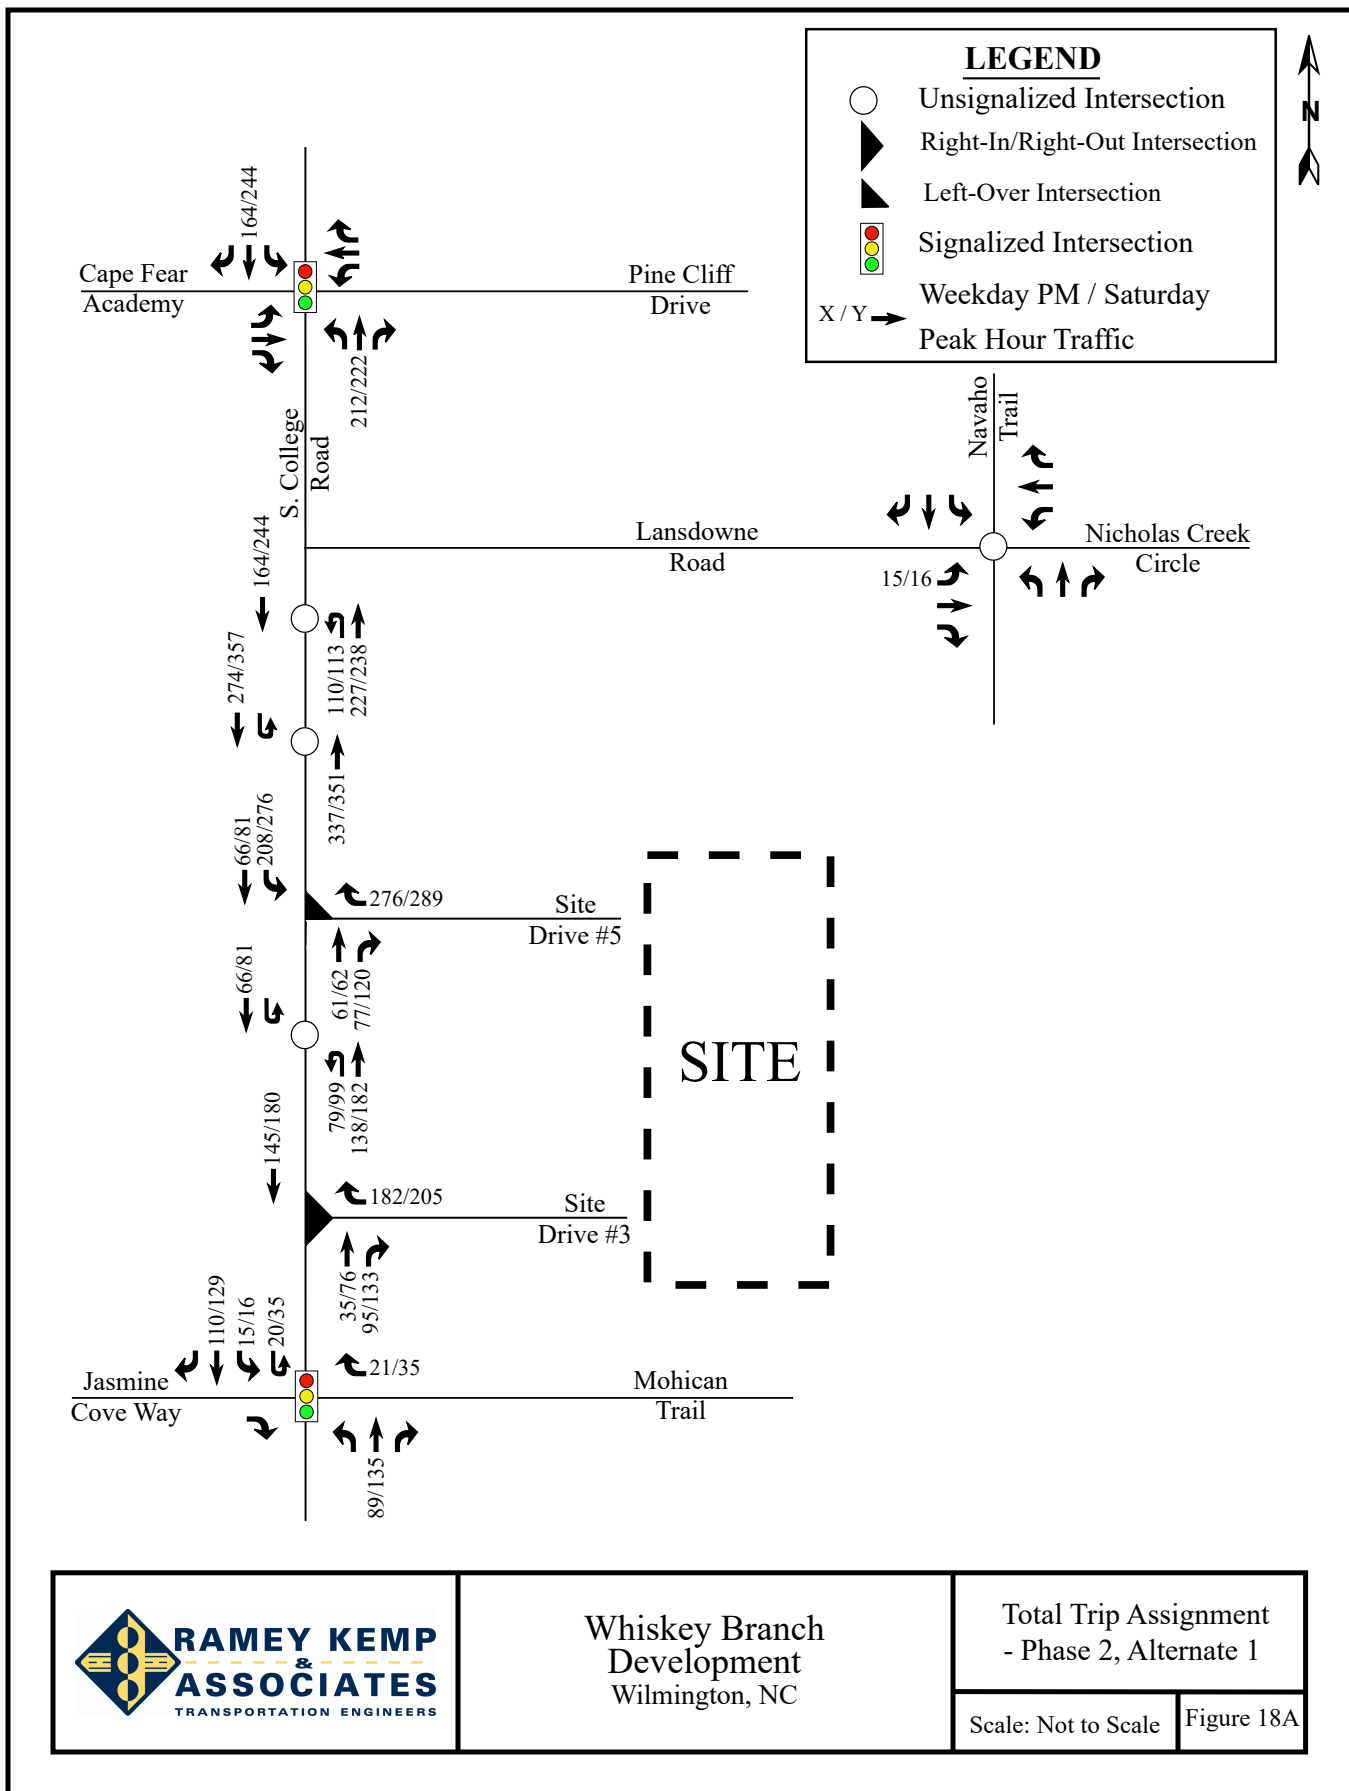 LEGEND
Unsignalized Intersection
Right-In/Right-Out Intersection
Left-Over Intersection
Signalized Intersection
X / Y
Weekday PM / Saturday
Peak Hour Traffic
N
164/244
Cape Fear
Academy
Pine Cliff
Drive
212/222
S. College
Road
Navaho
Trail
Lansdowne
Road
Nicholas Creek
Circle
15/16
164/244
110/113
227/238
274/357
337/351
66/81
208/276
276/289
Site
Drive #5
61/62
77/120
66/81
79/99
138/182
SITE
145/180
182/205
Site
Drive #3
35/76
95/133
110/129
15/16
20/35
21/35
Jasmine
Cove Way
Mohican
Trail
89/135
RAMEY KEMP
&
ASSOCIATES
TRANSPORTATION ENGINEERS
Whiskey Branch
Development
Wilmington, NC
Total Trip Assignment
- Phase 2, Alternate 1
Scale: Not to Scale
Figure 18A